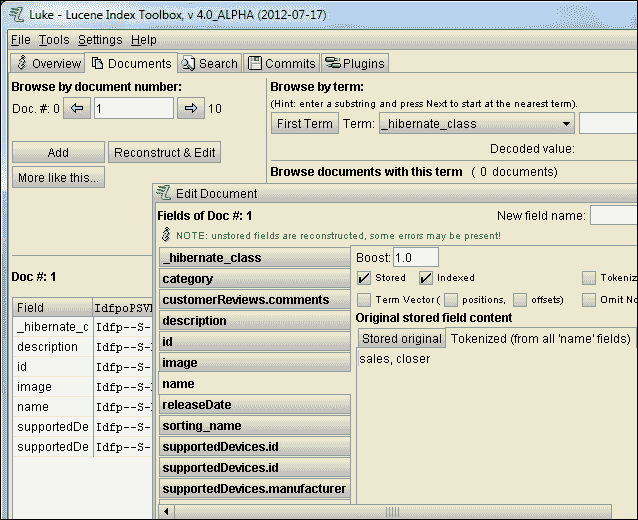 Luke - Lucene Index Toolbox, v 4.0_ALPHA (2012-07-17)
File Tools Settings Help
Overview Documents Search Commits Plugins
Browse by document number:
Doc. #: 0 1 10
Add Reconstruct & Edit
More like this...
Browse by term:
(Hint: enter a substring and press Next to start at the nearest term).
First Term Term: _hibernate_class
Decoded value:
Browse documents with this term ( 0 documents)
Doc #: 1
Field IdfpoPSV
_hibernate_c Idfp--S-
description Idfp--S-
id Idfp--S-
image Idfp--S-
name Idfp--S-
supportedDe Idfp--S-
supportedDe Idfp--S-
Edit Document
Fields of Doc #: 1 New field name:
NOTE: unstored fields are reconstructed, some errors may be present!
_hibernate_class
category
customerReviews.comments
description
id
image
name
releaseDate
sorting_name
supportedDevices.id
supportedDevices.id
supportedDevices.manufacturer
Boost: 1.0
Stored Indexed Tokeniz
Term Vector ( positions, offsets) Omit No
Original stored field content
Stored original Tokenized (from all 'name' fields)
sales, closer